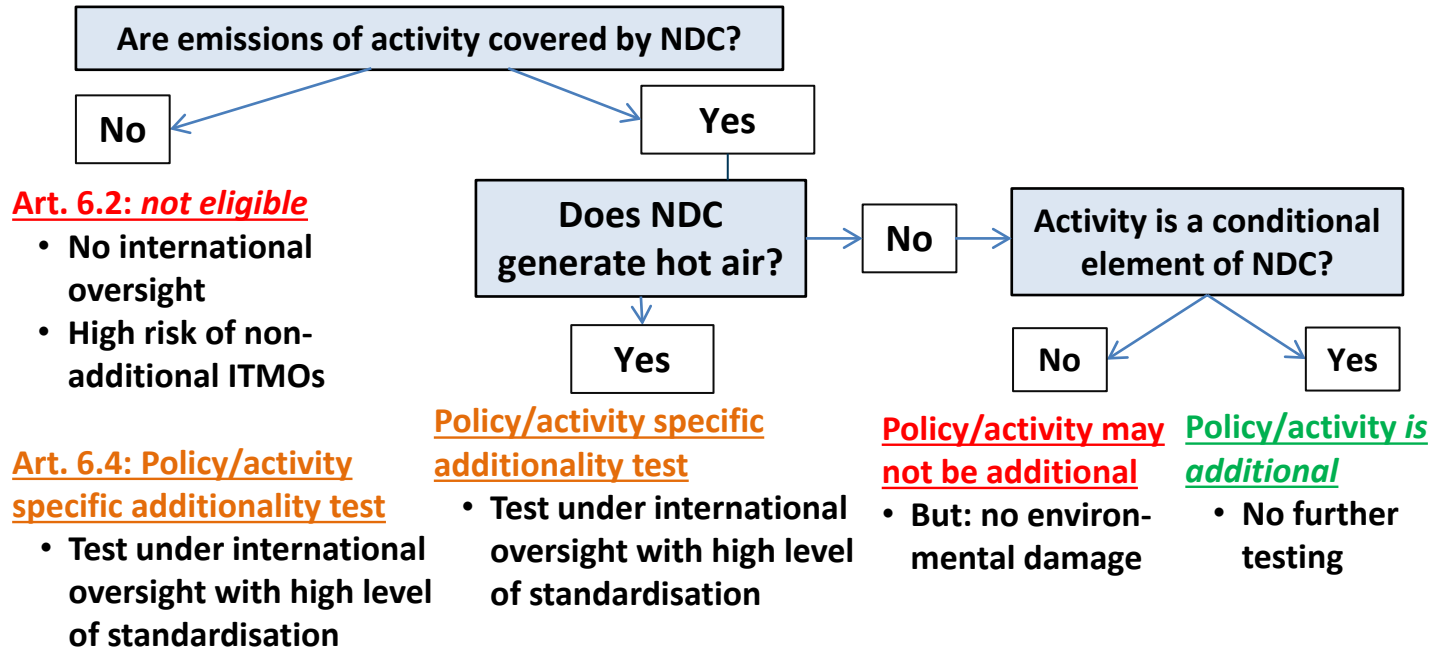 Are emissions of activity covered by NDC?
No
Yes
Art. 6.2: not eligible
• No international
oversight
• High risk of non-
additional ITMOs
Art. 6.4: Policy/activity
specific additionality test
• Test under international
oversight with high level
of standardisation
Does NDC
generate hot air?
Yes
Policy/activity specific
additionality test
• Test under international
oversight with high level
of standardisation
No
Activity is a conditional
element of NDC?
No
Policy/activity may
not be additional
• But: no environ-
mental damage
Yes
Policy/activity is
additional
• No further
testing